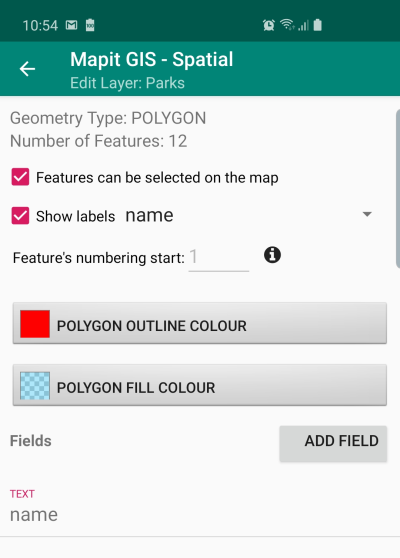 10:54
Mapit GIS - Spatial
Edit Layer: Parks
Geometry Type: POLYGON
Number of Features: 12
Features can be selected on the map
Show labels name
Feature's numbering start: 1
POLYGON OUTLINE COLOUR
POLYGON FILL COLOUR
Fields ADD FIELD
TEXT
name